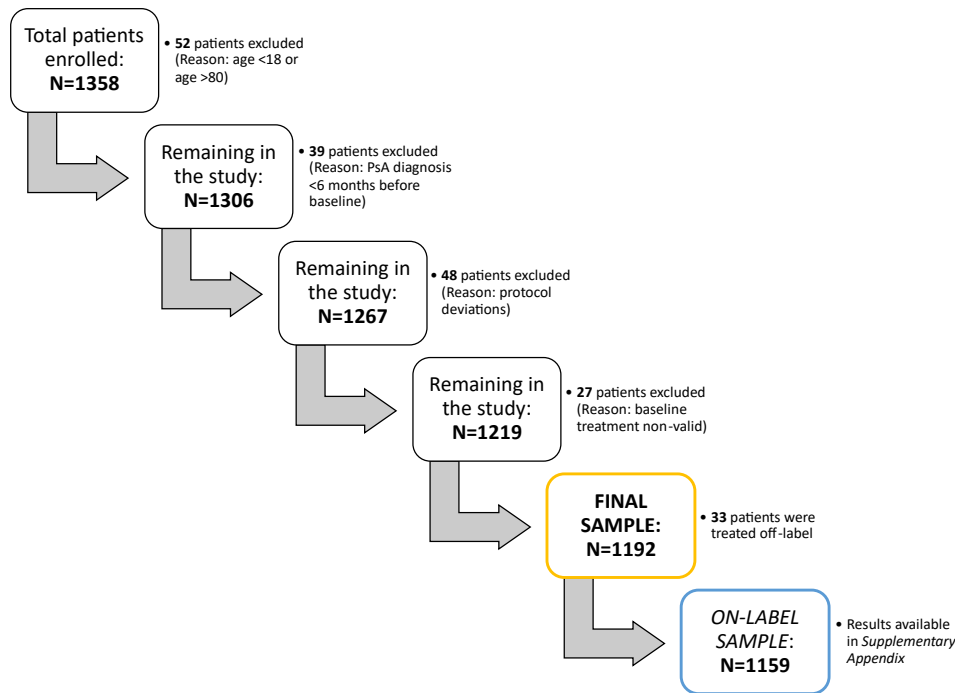 Total patients
enrolled:
N=1358
• 52 patients excluded
(Reason: age <18 or
age >80)
Remaining in
the study:
N=1306
• 39 patients excluded
(Reason: PsA diagnosis
<6 months before
baseline)
Remaining in
the study:
N=1267
• 48 patients excluded
(Reason: protocol
deviations)
Remaining in
the study:
N=1219
• 27 patients excluded
(Reason: baseline
treatment non-valid)
FINAL
SAMPLE:
N=1192
• 33 patients were
treated off-label
ON-LABEL
SAMPLE:
N=1159
• Results available
in Supplementary
Appendix